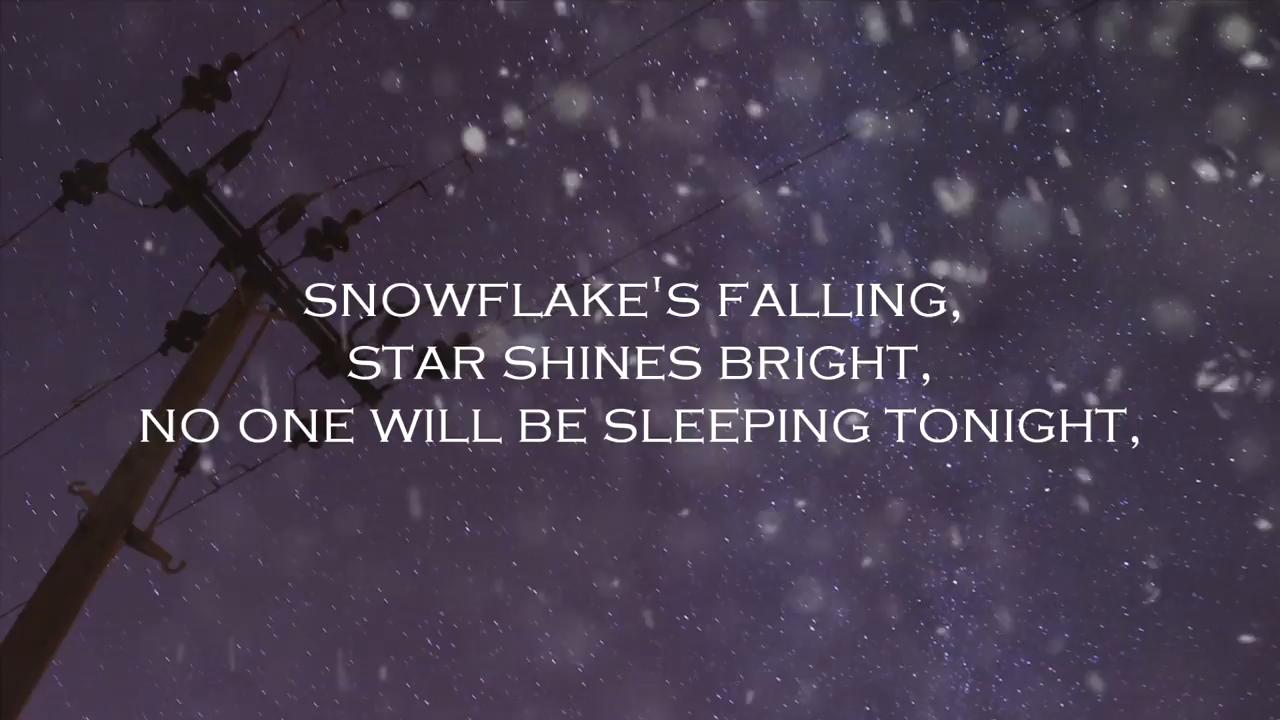 SNOWFLAKE'S FALLING,
STAR SHINES BRIGHT,
NO ONE WILL BE SLEEPING TONIGHT,